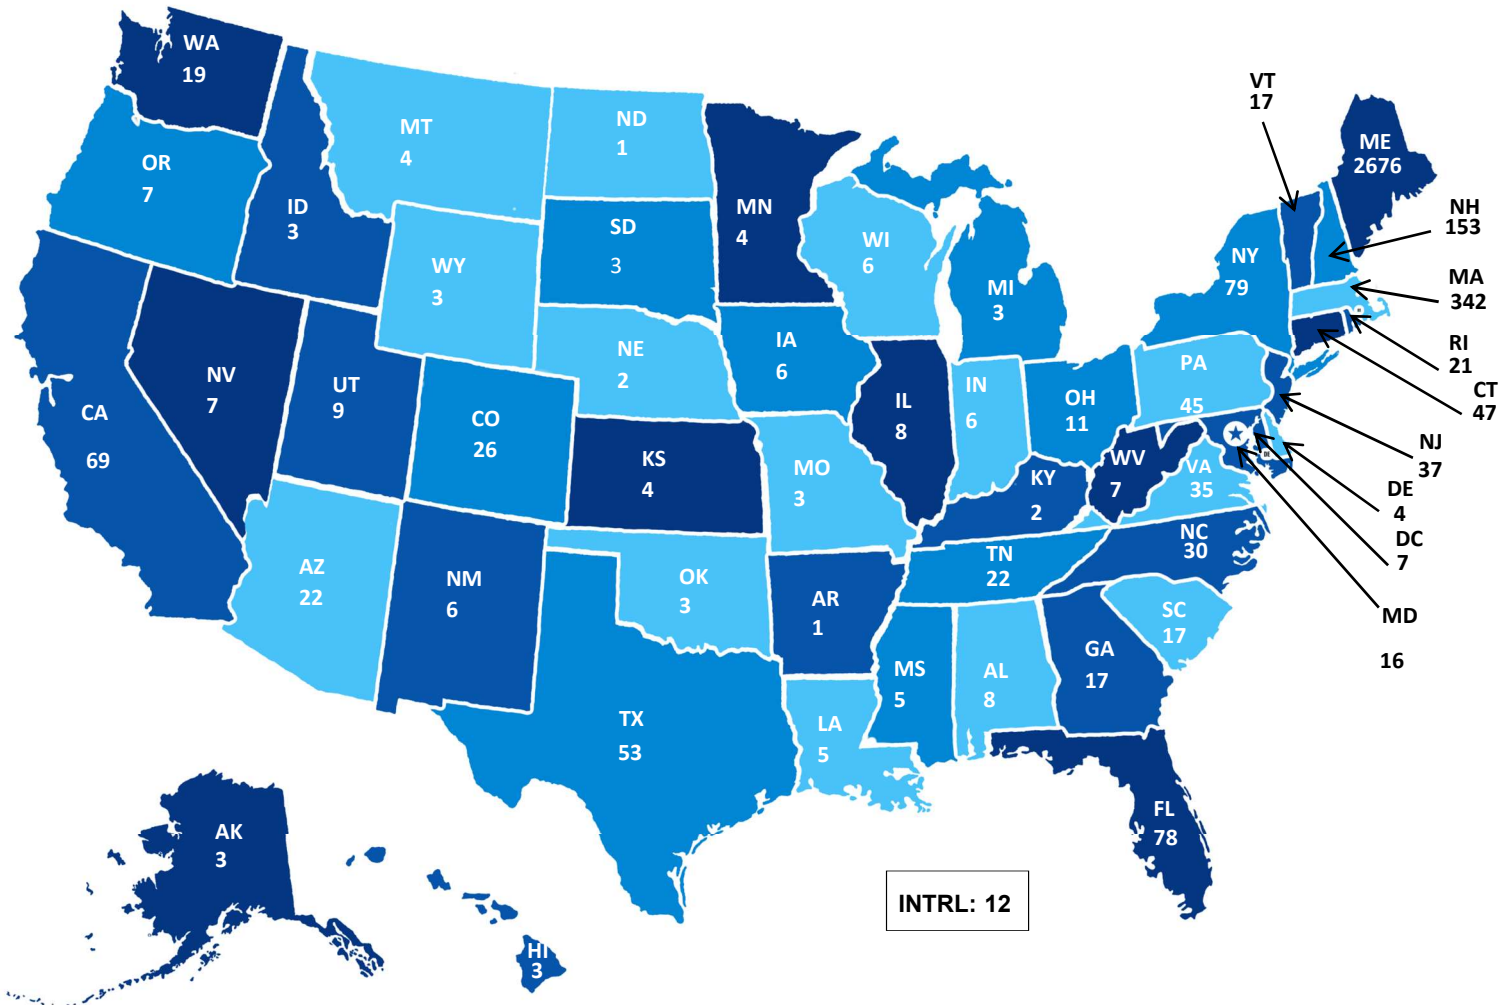 WA
19
OR
7
ID
3
MT
4
ND
1
MN
4
WY
3
SD
3
WI
6
MI
3
NY
79
VT
17
ME
2676
NH
153
MA
342
RI
21
CT
47
NJ
37
DE
4
DC
7
MD
16
CA
69
NV
7
UT
9
CO
26
NE
2
IA
6
IL
8
IN
6
OH
11
PA
45
KS
4
MO
3
KY
2
WV
7
VA
35
DE
AZ
22
NM
6
OK
3
AR
1
TN
22
NC
30
SC
17
TX
53
LA
5
MS
5
AL
8
GA
17
FL
78
AK
3
HI
3
INTRL: 12